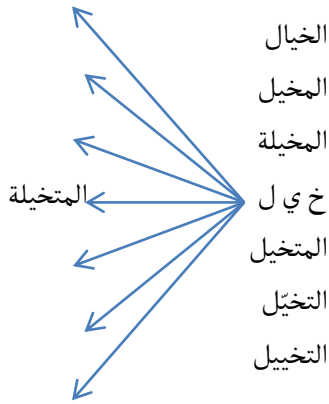 الخيال
المخيل
المخيلة
خ ي ل
المتخيلة
المتخيل
التخيّل
التخييل